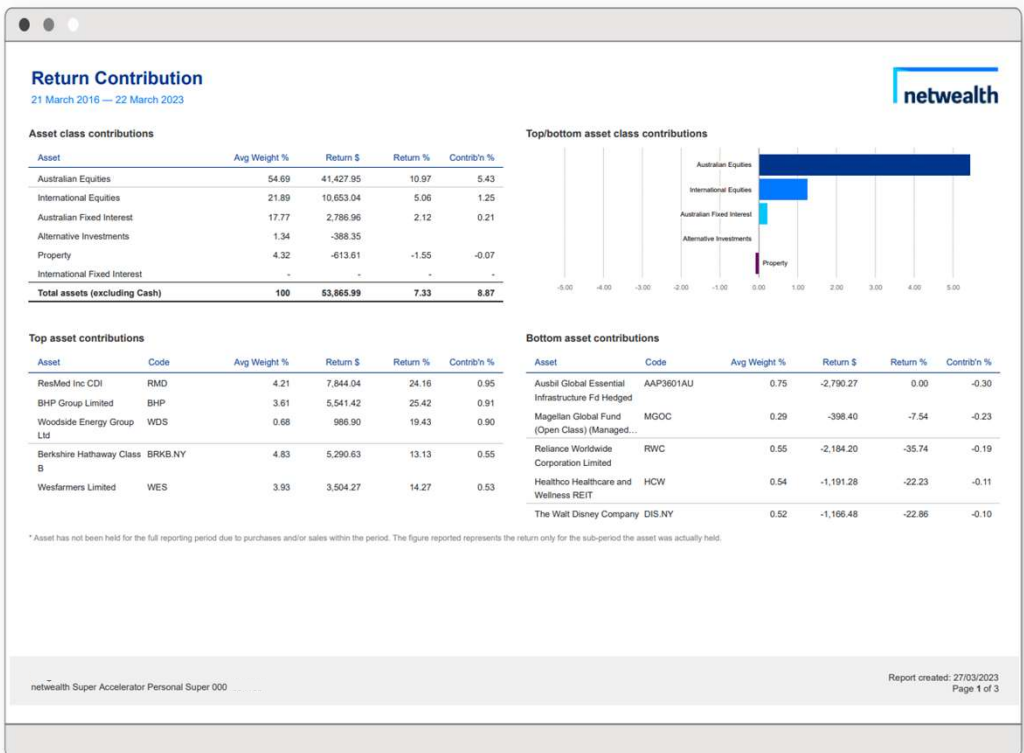 Return Contribution
21 March 2016 — 22 March 2023
netwealth
Asset class contributions
Asset Avg Weight % Return $ Return % Contrib'n %
Australian Equities 54.69 41,427.95 10.97 5.43
International Equities 21.89 10,653.04 5.06 1.25
Australian Fixed Interest 17.77 2,786.96 2.12 0.21
Alternative Investments 1.34 -388.35
Property 4.32 -613.61 -1.55 -0.07
International Fixed Interest - - - -
Total assets (excluding Cash) 100 53,865.99 7.33 8.87
Top/bottom asset class contributions
Australian Equities
International Equities
Australian Fixed Interest
Alternative Investments
Property
-5.00 -4.00 -3.00 -2.00 -1.00 0.00 1.00 2.00 3.00 4.00 5.00
Top asset contributions
Asset Code Avg Weight % Return $ Return % Contrib'n %
ResMed Inc CDI RMD 4.21 7,844.04 24.16 0.95
BHP Group Limited BHP 3.61 5,541.42 25.42 0.91
Woodside Energy Group WDS 0.68 986.90 19.43 0.90
Ltd
Berkshire Hathaway Class BRKB.NY 4.83 5,290.63 13.13 0.55
B
Wesfarmers Limited WES 3.93 3,504.27 14.27 0.53
Bottom asset contributions
Asset Code Avg Weight % Return $ Return % Contrib'n %
Ausbil Global Essential AAP3601AU 0.75 -2,790.27 0.00 -0.30
Infrastructure Fd Hedged
Magellan Global Fund MGOC 0.29 -398.40 -7.54 -0.23
(Open Class) (Managed...
Reliance Worldwide RWC 0.55 -2,184.20 -35.74 -0.19
Corporation Limited
Healthco Healthcare and HCW 0.54 -1,191.28 -22.23 -0.11
Wellness REIT
The Walt Disney Company DIS.NY 0.52 -1,166.48 -22.86 -0.10
* Asset has not been held for the full reporting period due to purchases and/or sales within the period. The figure reported represents the return only for the sub-period the asset was actually held.
netwealth Super Accelerator Personal Super 000
Report created: 27/03/2023
Page 1 of 3